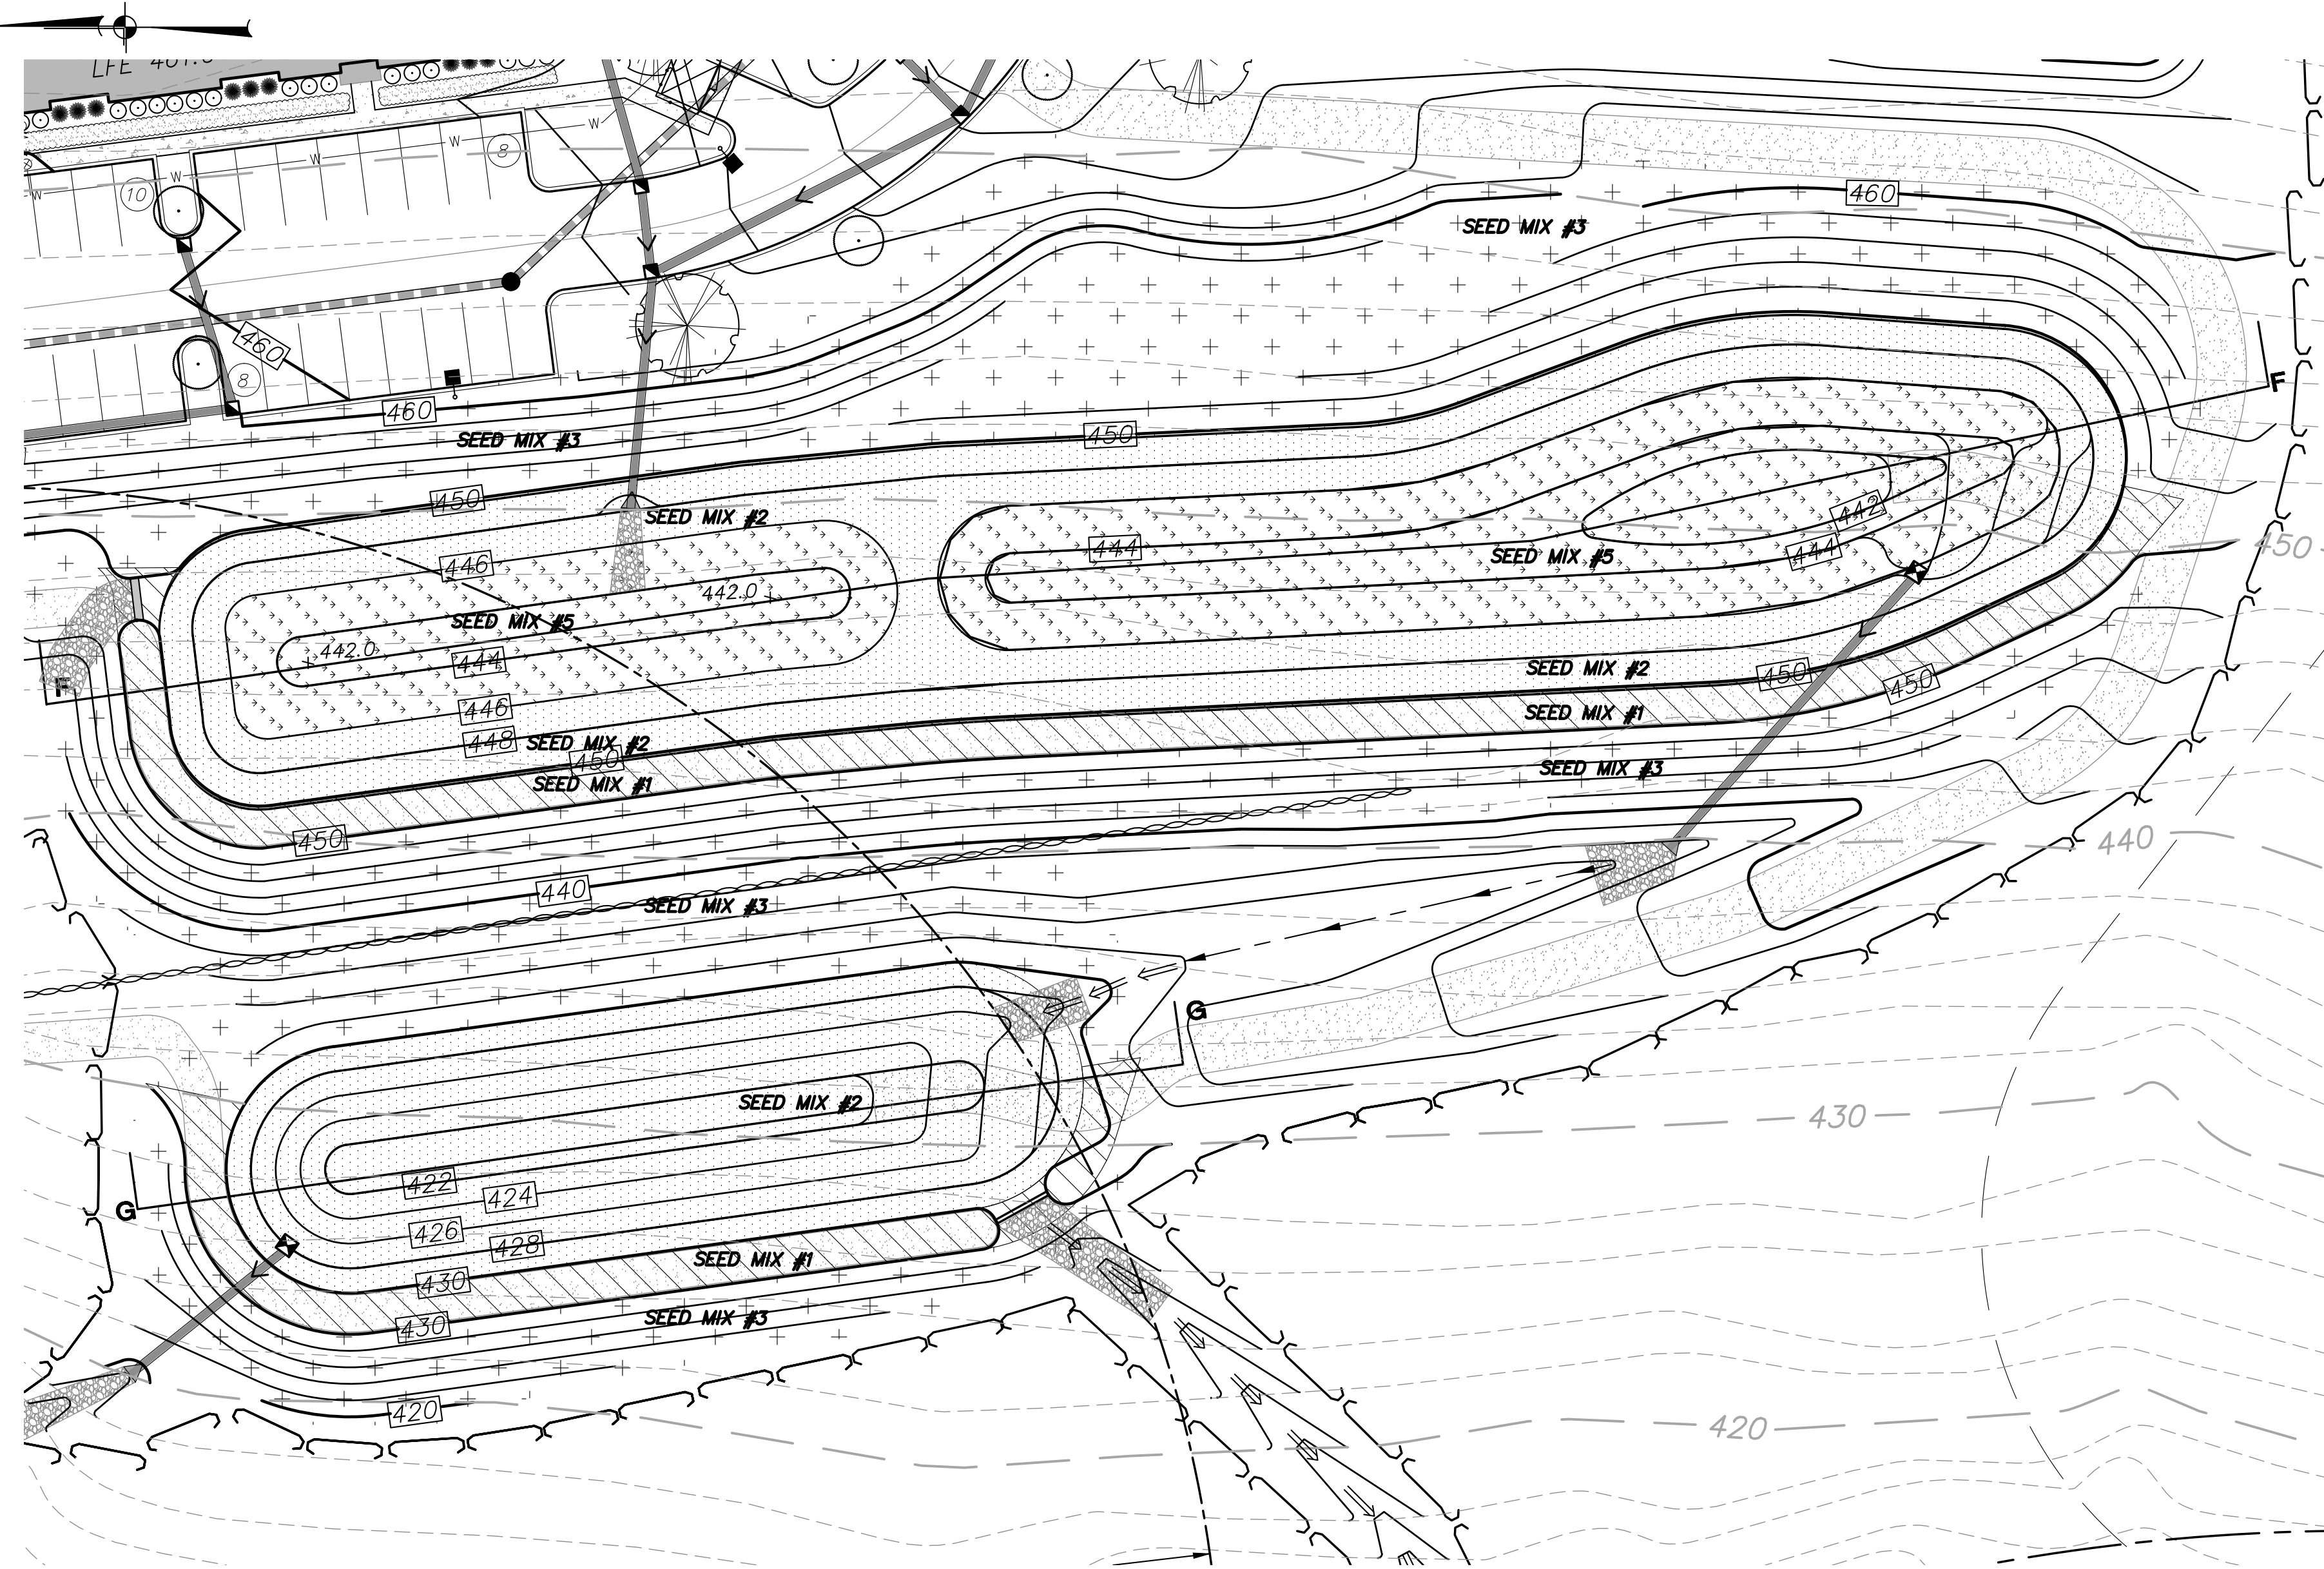 LFE 461.0
W
W
W
W
W
8
10
8
460
460
SEED MIX #3
460
SEED MIX #3
F
450
450
SEED MIX #2
446
442.0
444
442
444
SEED MIX #5
450
SEED MIX #5
442.0
444
F
446
448
SEED MIX #2
450
SEED MIX #1
450
SEED MIX #2
450
450
SEED MIX #1
SEED MIX #3
440
440
SEED MIX #3
G
SEED MIX #2
430
422
424
G
426
428
SEED MIX #1
430
430
SEED MIX #3
420
420